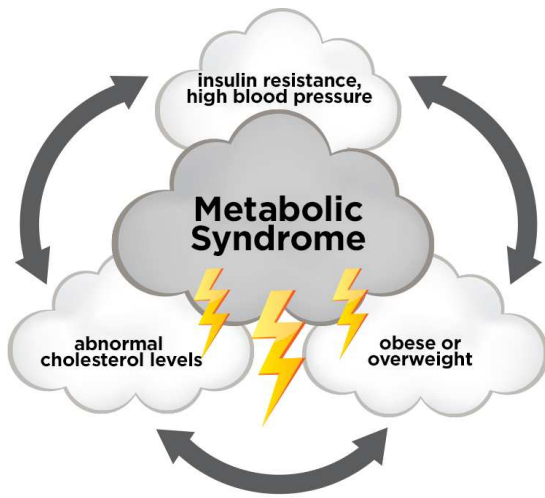 insulin resistance,
high blood pressure
Metabolic
Syndrome
abnormal
cholesterol levels
obese or
overweight